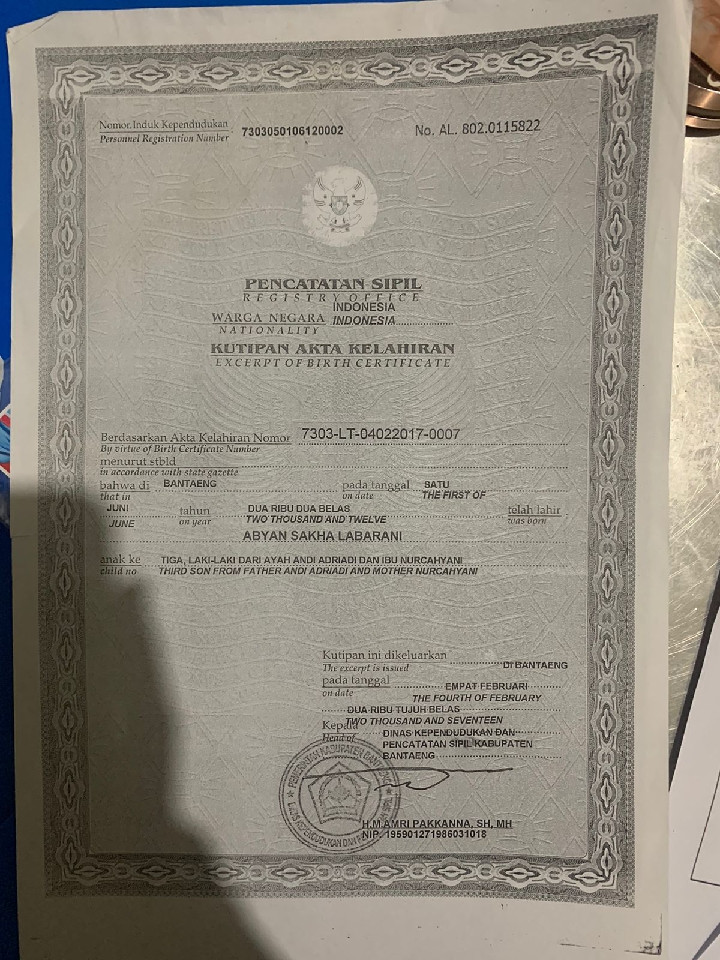 Nomor Induk Kependudukan 7303050106120002 No. AL. 802.0115822
Personnel Registration Number
PENCATATAN SIPIL
REGISTRY OFFICE
INDONESIA
WARGA NEGARA INDONESIA
NATIONALITY
KUTIPAN AKTA KELAHIRAN
EXCERPT OF BIRTH CERTIFICATE
Berdasarkan Akta Kelahiran Nomor 7303-LT-04022017-0007
By virtue of Birth Certificate Number
menurut stbld
in accordance with state gazette
bahwa di BANTAENG pada tanggal SATU
that in on date THE FIRST OF
JUNI tahun DUA RIBU DUA BELAS telah lahir
JUNE on year TWO THOUSAND AND TWELVE was born
ABYAN SAKHA LABARANI
anak ke TIGA, LAKI-LAKI DARI AYAH ANDI ADRIADI DAN IBU NURCAHYANI
child no THIRD SON FROM FATHER ANDI ADRIADI AND MOTHER NURCAHYANI
Kutipan ini dikeluarkan DI BANTAENG
The excerpt is issued
pada tanggal EMPAT FEBRUARI
on date THE FOURTH OF FEBRUARY
DUA RIBU TUJUH BELAS
TWO THOUSAND AND SEVENTEEN
Kepala DINAS KEPENDUDUKAN DAN
Head of PENCATATAN SIPIL KABUPATEN
BANTAENG
PEMERINTAH KABUPATEN BANTAENG
H.M.AMRI PAKKANNA, SH, MH
NIP. 195901271986031018